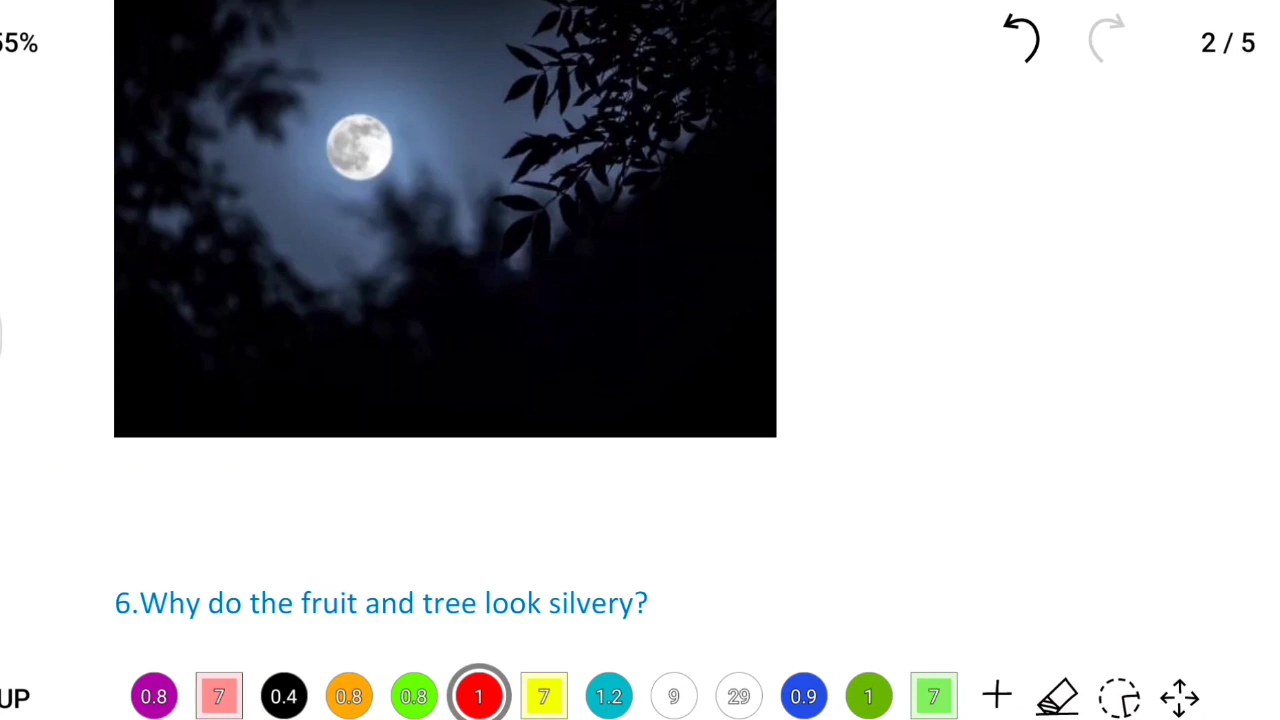 55%
2 / 5
6.Why do the fruit and tree look silvery?
UP
0.8 7 0.4 0.8 0.8 1 7 1.2 9 29 0.9 1 7